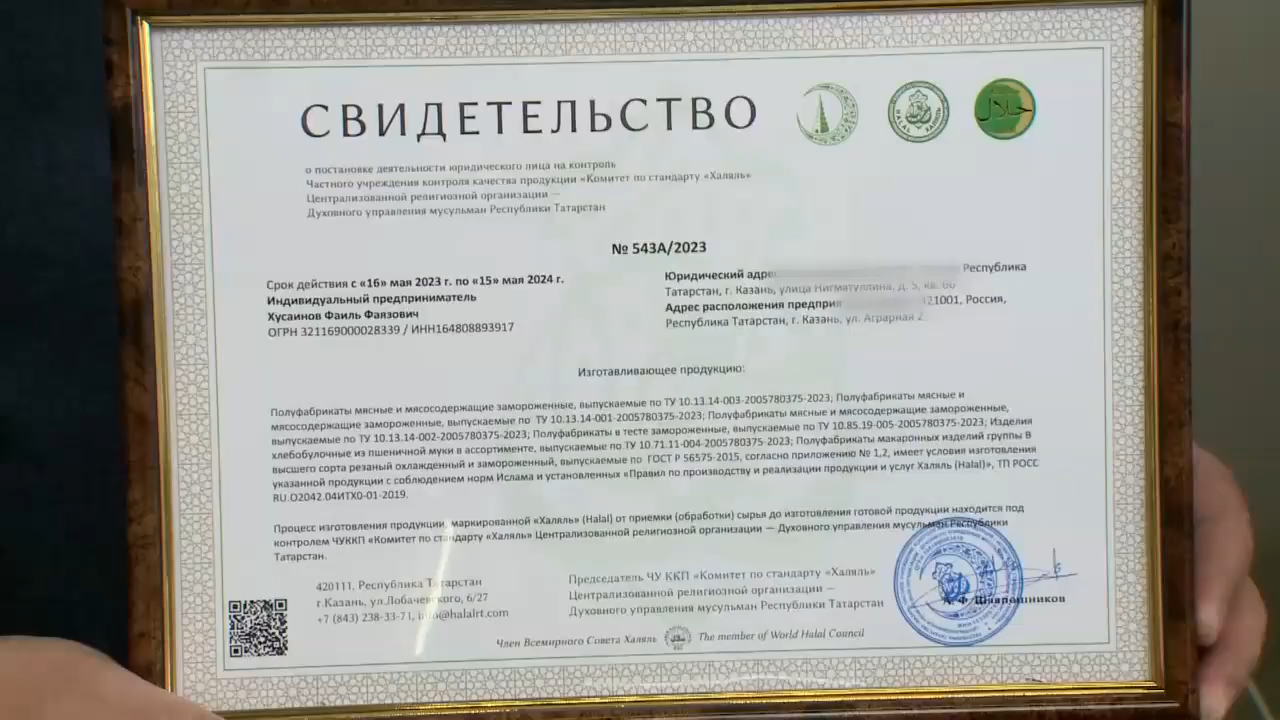 СВИДЕТЕЛЬСТВО
حلال
HALAL ХАЛЯЛЬ
о постановке деятельности юридического лица на контроль
Частного учреждения контроля качества продукции «Комитет по стандарту «Халяль»
Централизованной религиозной организации —
Духовного управления мусульман Республики Татарстан
№ 543А/2023
Срок действия с «16» мая 2023 г. по «15» мая 2024 г.
Индивидуальный предприниматель
Хусаинов Фаиль Фаязович
ОГРН 321169000028339 / ИНН164808893917
Юридический адре Республика
Татарстан, г. Казань, улица Нигматуллина, д. 5, кв.
Адрес расположения предприя 421001, Россия,
Республика Татарстан, г. Казань, ул. Аграрная 2
Изготавливающее продукцию:
Полуфабрикаты мясные и мясосодержащие замороженные, выпускаемые по ТУ 10.13.14-003-2005780375-2023; Полуфабрикаты мясные и
мясосодержащие замороженные, выпускаемые по ТУ 10.13.14-001-2005780375-2023; Полуфабрикаты мясные и мясосодержащие замороженные,
выпускаемые по ТУ 10.13.14-002-2005780375-2023; Полуфабрикаты в тесте замороженные, выпускаемые по ТУ 10.85.19-005-2005780375-2023; Изделия
хлебобулочные из пшеничной муки в ассортименте, выпускаемые по ТУ 10.71.11-004-2005780375-2023; Полуфабрикаты макаронных изделий группы В
высшего сорта резаный охлажденный и замороженный, выпускаемые по ГОСТ Р 56575-2015, согласно приложению № 1,2, имеет условия изготовления
указанной продукции с соблюдением норм Ислама и установленных «Правил по производству и реализации продукции и услуг Халяль (Halal)», ТП РОСС
RU.О2042.04ИТХ0-01-2019.
Процесс изготовления продукции, маркированной «Халяль» (Halal) от приемки (обработки) сырья до изготовления готовой продукции находится под
контролем ЧУККП «Комитет по стандарту «Халяль» Централизованной религиозной организации — Духовного управления мусульман Республики
Татарстан.
420111, Республика Татарстан
г.Казань, ул.Лобачевского, 6/27
+7 (843) 238-33-71, info@halalrt.com
Председатель ЧУ ККП «Комитет по стандарту «Халяль»
Централизованной религиозной организации —
Духовного управления мусульман Республики Татарстан
А. Ф. Шаврошников
Член Всемирного Совета Халяль
The member of World Halal Council